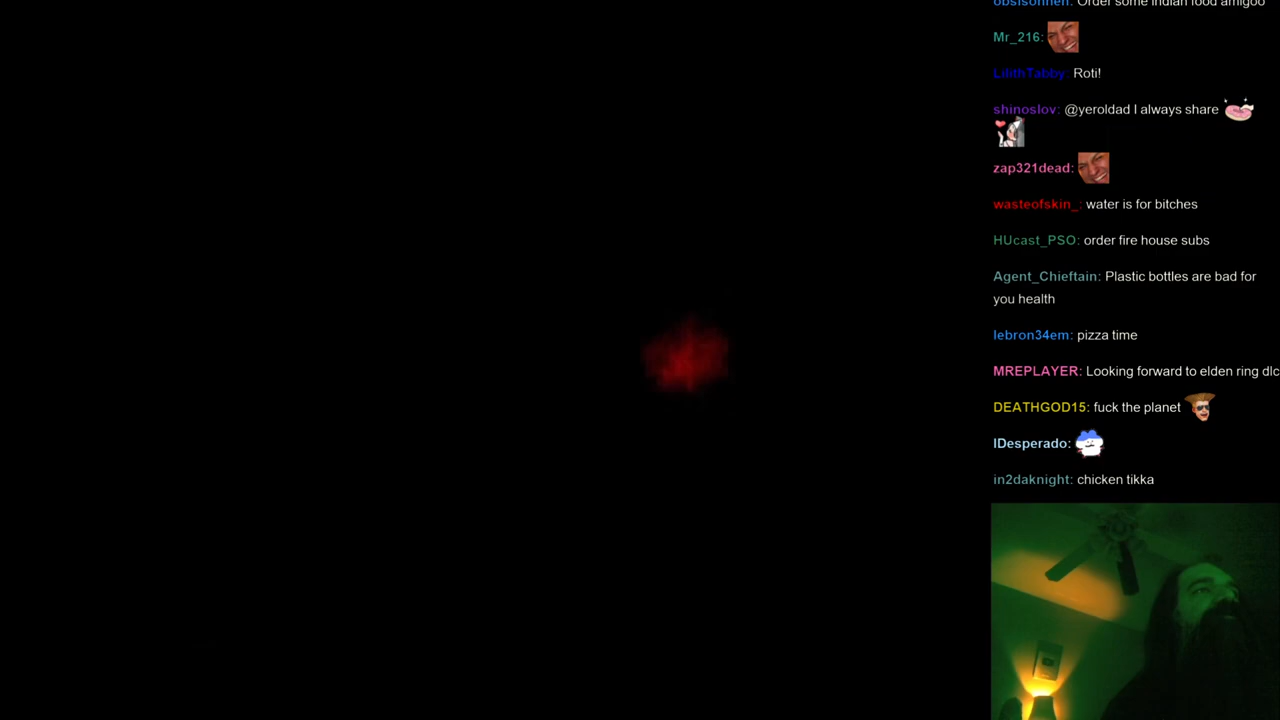 obsisonneh: Order some indian food amigoo
Mr_216:
LilithTabby: Roti!
shinoslov: @yeroldad I always share
zap321dead:
wasteofskin_: water is for bitches
HUcast_PSO: order fire house subs
Agent_Chieftain: Plastic bottles are bad for
you health
lebron34em: pizza time
MREPLAYER: Looking forward to elden ring dlc
DEATHGOD15: fuck the planet
IDesperado:
in2daknight: chicken tikka